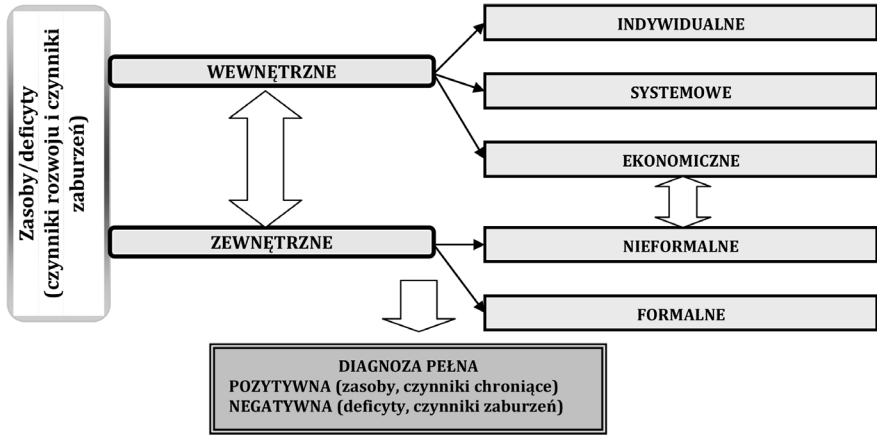 Zasoby/deficyty
(czynniki rozwoju i czynniki
zaburzeń)
WEWNĘTRZNE
INDYWIDUALNE
SYSTEMOWE
EKONOMICZNE
ZEWNĘTRZNE
NIEFORMALNE
FORMALNE
DIAGNOZA PEŁNA
POZYTYWNA (zasoby, czynniki chroniące)
NEGATYWNA (deficyty, czynniki zaburzeń)